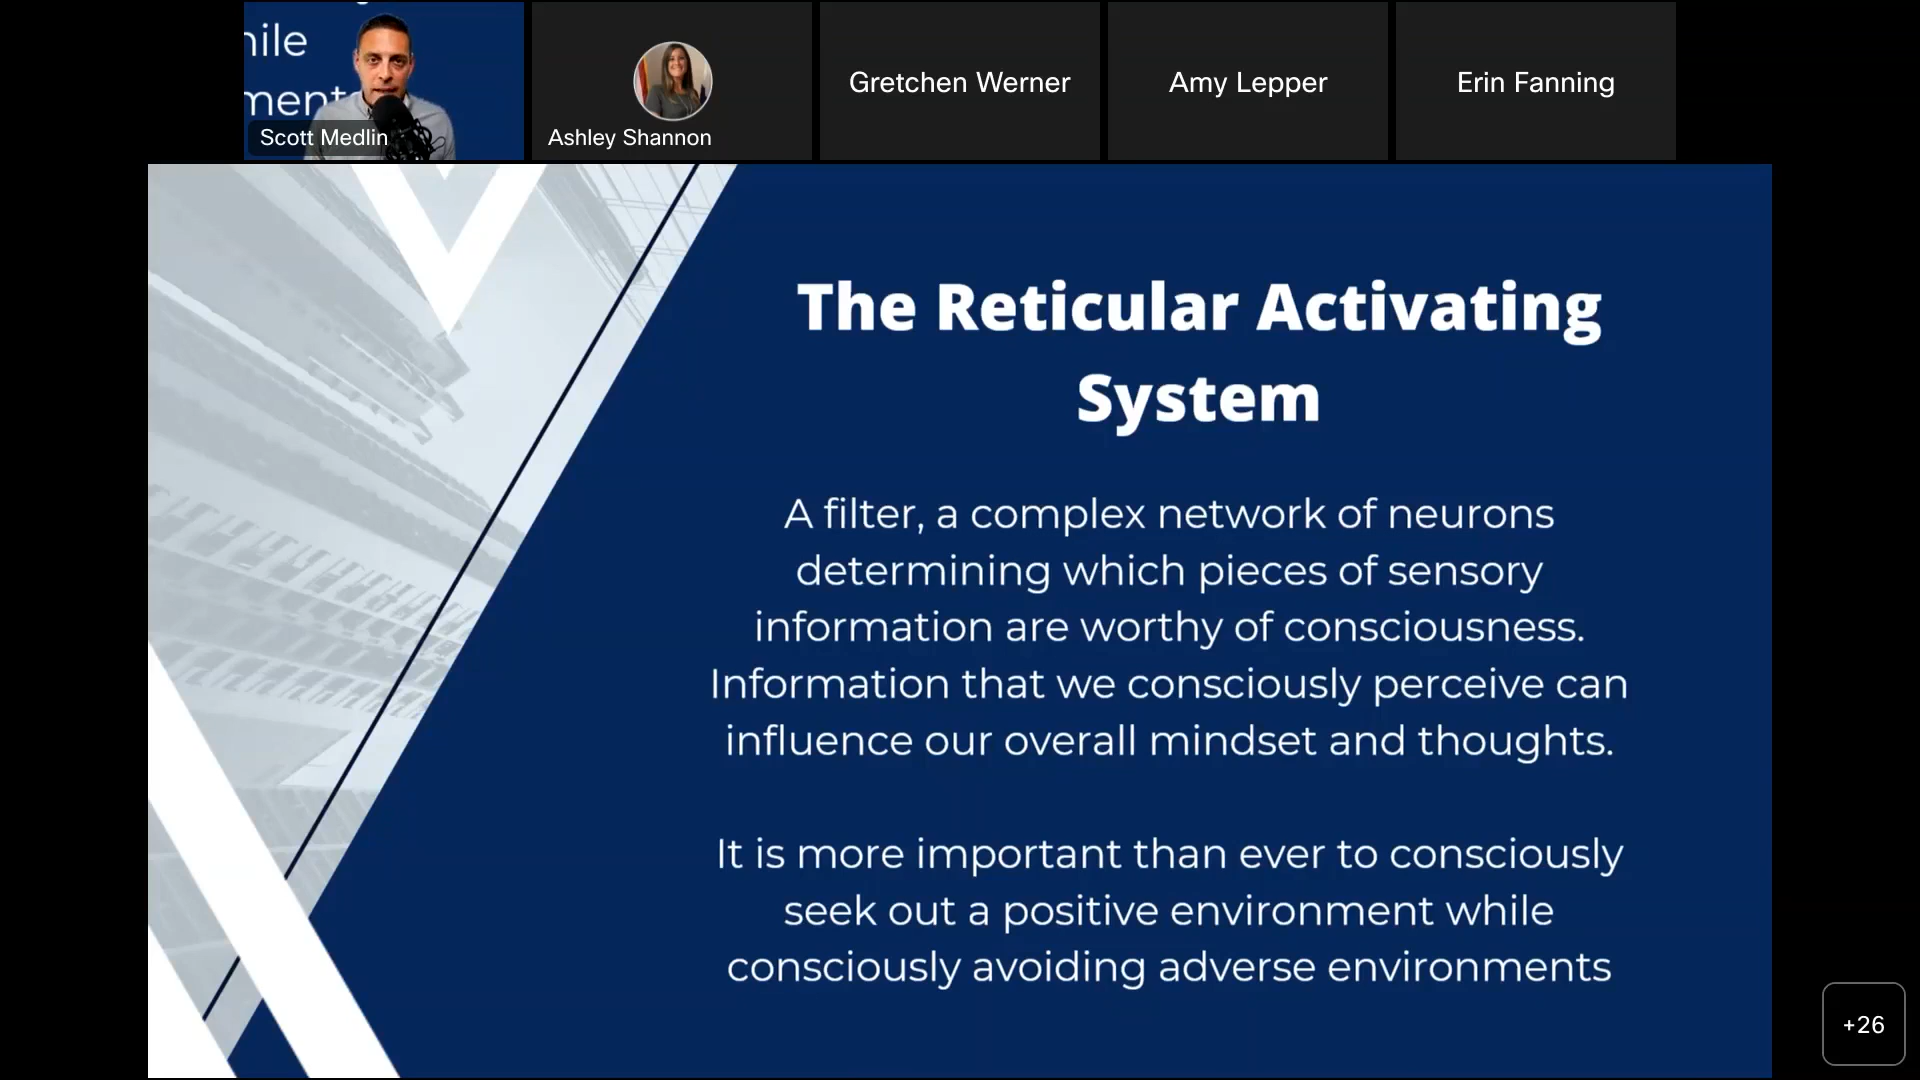 hile
ments
Scott Medlin
Ashley Shannon
Gretchen Werner
Amy Lepper
Erin Fanning
The Reticular Activating
System
A filter, a complex network of neurons
determining which pieces of sensory
information are worthy of consciousness.
Information that we consciously perceive can
influence our overall mindset and thoughts.
It is more important than ever to consciously
seek out a positive environment while
consciously avoiding adverse environments
+26